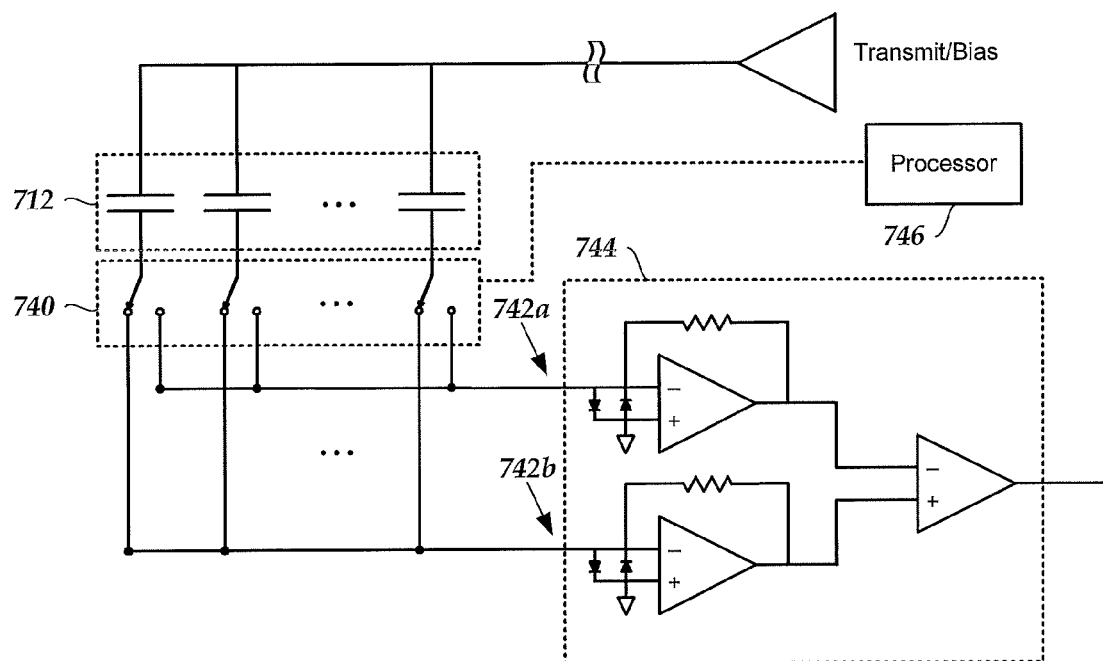 Transmit/Bias
Processor
712
746
744
740
742a
− 
+
742b
−
+
−
+